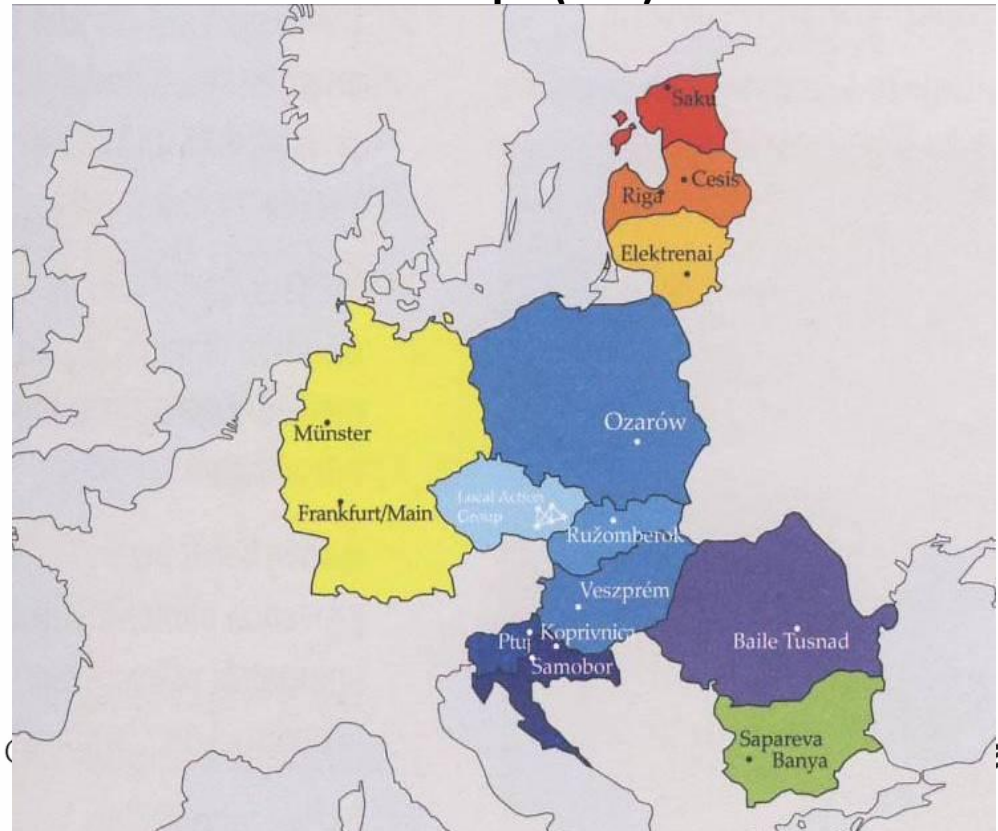 Saku
Cesis
Riga
Elektrenai
Ozarów
Münster
Local Action
Group
Frankfurt/Main
Ružomberok
Veszprém
Koprivnica
Ptuj
Samobor
Baile Tusnad
Sapareva
Banya